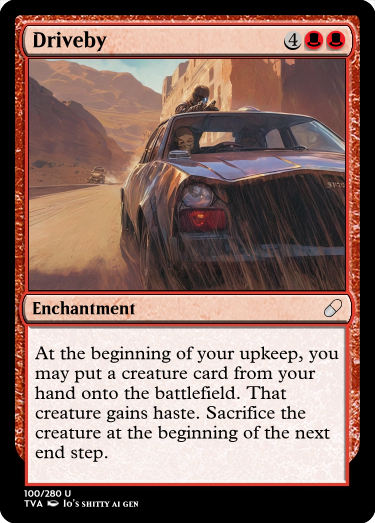 Driveby 4
Enchantment
At the beginning of your upkeep, you
may put a creature card from your
hand onto the battlefield. That
creature gains haste. Sacrifice the
creature at the beginning of the next
end step.
100/280 U
TVA Io's SHITTY AI GEN